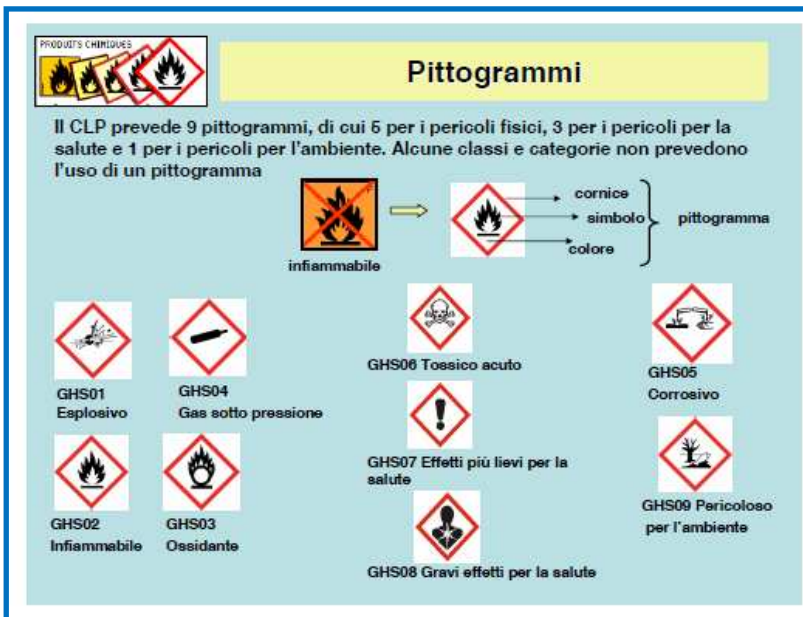 PRODUITS CHIMIQUES
Pittogrammi
Il CLP prevede 9 pittogrammi, di cui 5 per i pericoli fisici, 3 per i pericoli per la
salute e 1 per i pericoli per l'ambiente. Alcune classi e categorie non prevedono
l'uso di un pittogramma
cornice
simbolo
pittogramma
colore
infiammabile
GHS01
Esplosivo
GHS04
Gas sotto pressione
GHS06 Tossico acuto
GHS05
Corrosivo
GHS07 Effetti più lievi per la
salute
GHS02
Infiammabile
GHS03
Ossidante
GHS09 Pericoloso
per l'ambiente
GHS08 Gravi effetti per la salute